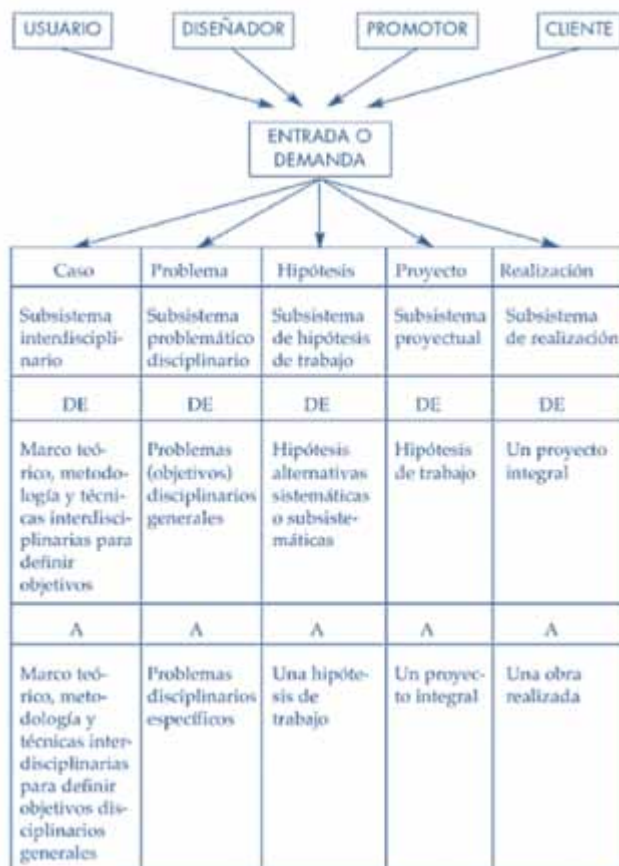 USUARIO
DISEÑADOR
PROMOTOR
CLIENTE
ENTRADA O
DEMANDA
Caso
Problema
Hipótesis
Proyecto
Realización
Subsistema
interdiscipli-
nario
Subsistema
problemático
disciplinario
Subsistema
de hipótesis
de trabajo
Subsistema
proyectual
Subsistema
de realización
DE
DE
DE
DE
DE
Marco teó-
rico, metodo-
logía y técni-
cas interdisci-
plinarias para
definir
objetivos
Problemas
(objetivos)
disciplinarios
generales
Hipótesis
alternativas
sistemáticas
o subsiste-
máticas
Hipótesis
de trabajo
Un proyecto
integral
A
A
A
A
A
Marco teó-
rico, meto-
dología y
técnicas inter-
disciplinarias
para definir
objetivos dis-
ciplinarios
generales
Problemas
disciplinarios
específicos
Una hipóte-
sis de
trabajo
Un proyec-
to integral
Una obra
realizada